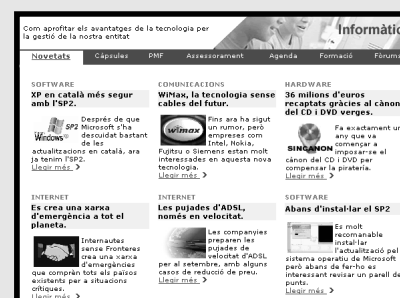 Com aprofitar els avantatges de la tecnologia per
la gestió de la nostra entitat
Informàtic
Novetats Càpsules PMF Assessorament Agenda Formació Fòrums
SOFTWARE
XP en català més segur
amb l'SP2.
Windows SP2
Després de que
Microsoft s'ha
descuidat bastant
de les
actualitzacions en català, ara
ja tenim l'SP2.
Llegir més
COMUNICACIONS
WiMax, la tecnologia sense
cables del futur.
wimax
Fins ara ha sigut
un rumor, però
empreses com
Intel, Nokia,
Fujitsu o Siemens estan molt
interessades en aquesta nova
tecnologia.
Llegir més
HARDWARE
36 milions d'euros
recaptats gràcies al cànon
del CD i DVD verges.
SINCANON
Fa exactament un
any que va
començar a
imposar-se el
cànon del CD i DVD per
compensar la pirateria.
Llegir més
INTERNET
Es crea una xarxa
d'emergència a tot el
planeta.
Internautes
sense Fronteres
crea una xarxa
d'emergències
que comprèn tots els països
existents per a situacions
crítiques.
Llegir més
INTERNET
Les pujades d'ADSL,
només en velocitat.
Les companyies
preparen les
pujades de
velocitat d'ADSL
per al setembre, amb alguns
casos de reducció de preu.
Llegir més
SOFTWARE
Abans d'instal·lar el SP2
Es molt
recomanable
instal·lar
l'actualizació pel
sistema operatiu de Microsoft
però abans de fer-ho es
interessant revisar un parell de
punts.
Llegir més